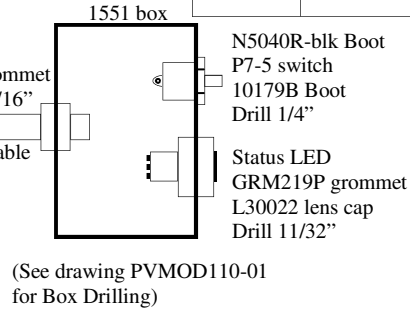 1551 box
N5040R-blk Boot
P7-5 switch
10179B Boot
Drill 1/4”
/16”
Status LED
GRM219P grommet
L30022 lens cap
Drill 11/32”
(See drawing PVMOD110-01
for Box Drilling)